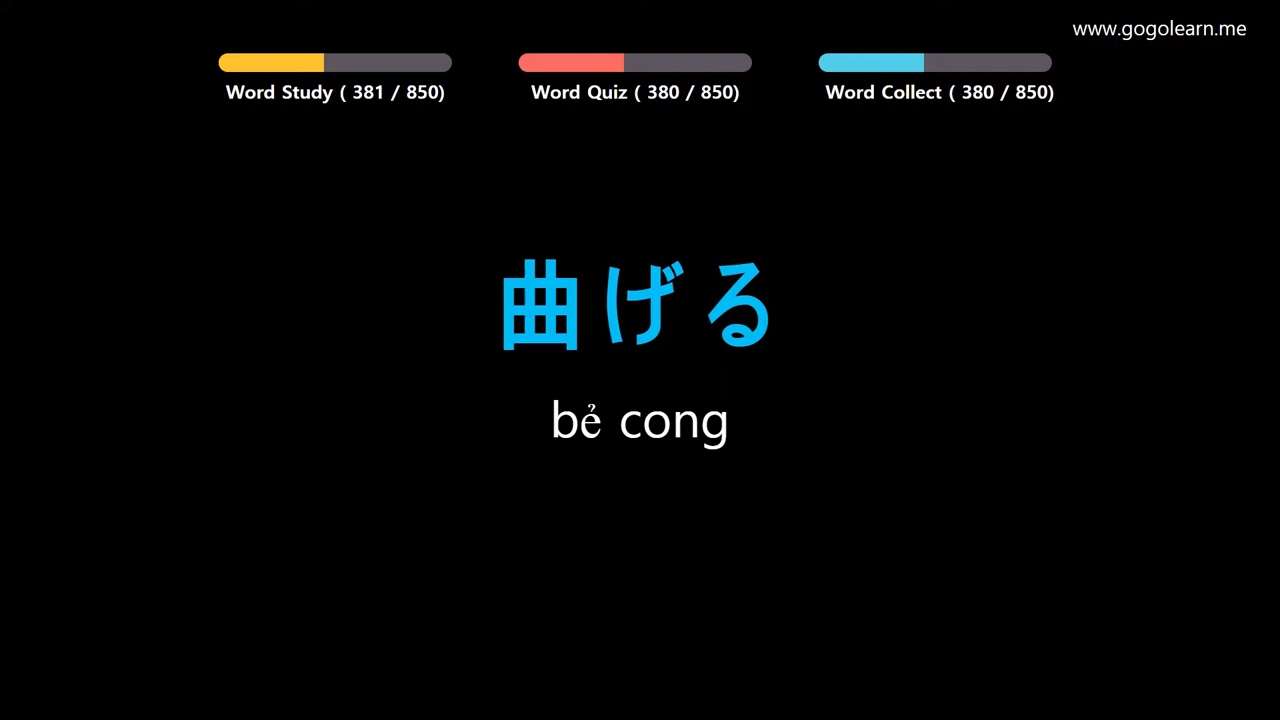 www.gogolearn.me
Word Study ( 381 / 850)
Word Quiz ( 380 / 850)
Word Collect ( 380 / 850)
曲げる
bẻ cong